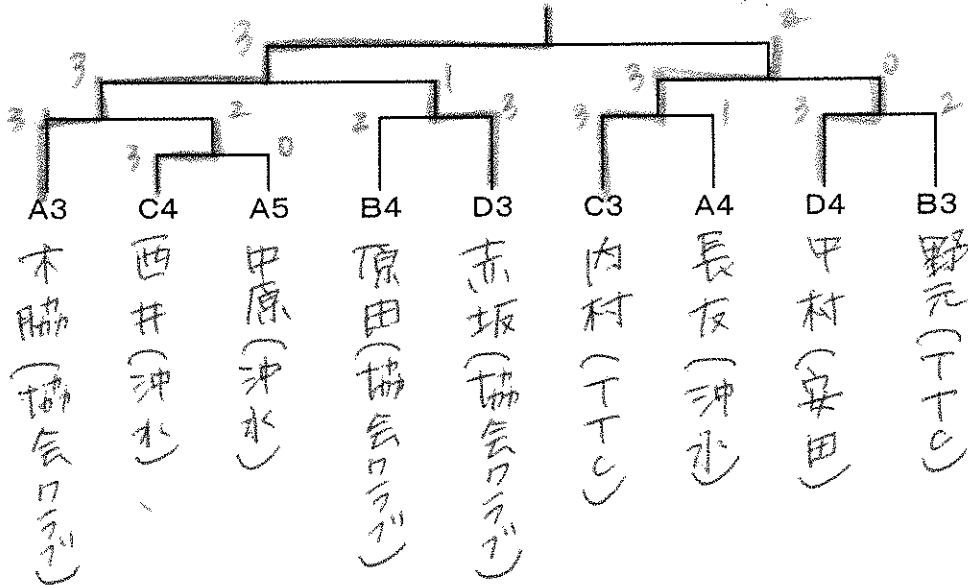 2
3
3 1 3 0
3 2 2 3 3 1 3 2
3 0
A3 C4 A5 B4 D3 C3 A4 D4 B3
木脇(協会クラブ)
西井(沖水)
中原(沖水)
原田(協会クラブ)
赤坂(協会クラブ)
内村(TTC)
長友(沖水)
甲村(安田)
野元(TTC)